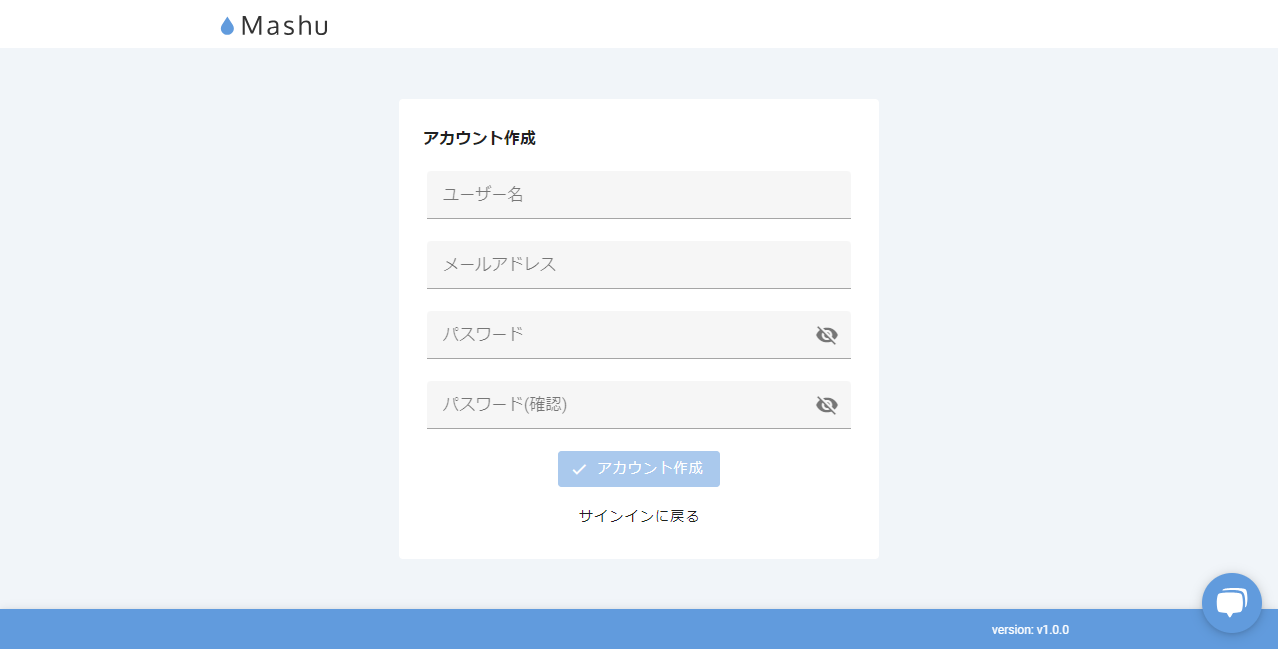 Mashu
アカウント作成
ユーザー名
メールアドレス
パスワード
パスワード(確認)
アカウント作成
サインインに戻る
version: v1.0.0